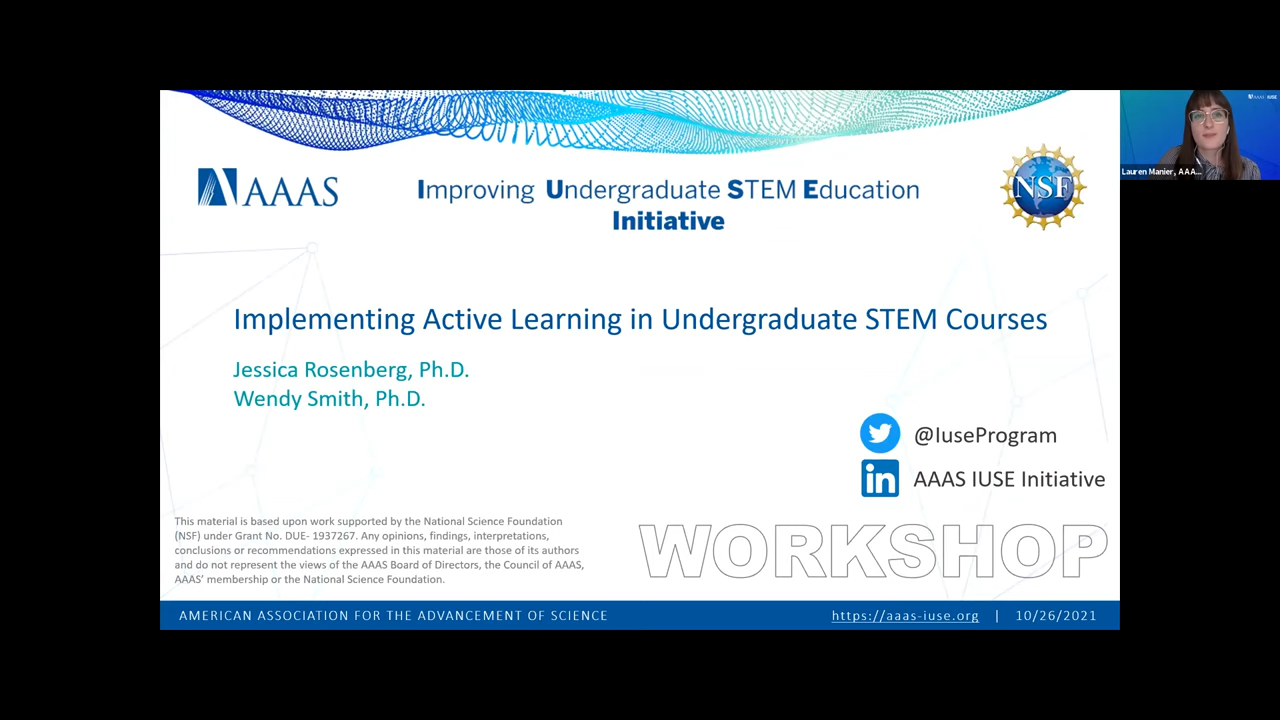 AAAS
Improving Undergraduate STEM Education
Initiative
NSF
AAAS IUSE
Lauren Manier, AAA...
Implementing Active Learning in Undergraduate STEM Courses
Jessica Rosenberg, Ph.D.
Wendy Smith, Ph.D.
@IuseProgram
in
AAAS IUSE Initiative
This material is based upon work supported by the National Science Foundation
(NSF) under Grant No. DUE- 1937267. Any opinions, findings, interpretations,
conclusions or recommendations expressed in this material are those of its authors
and do not represent the views of the AAAS Board of Directors, the Council of AAAS,
AAAS’ membership or the National Science Foundation.
WORKSHOP
AMERICAN ASSOCIATION FOR THE ADVANCEMENT OF SCIENCE
https://aaas-iuse.org | 10/26/2021